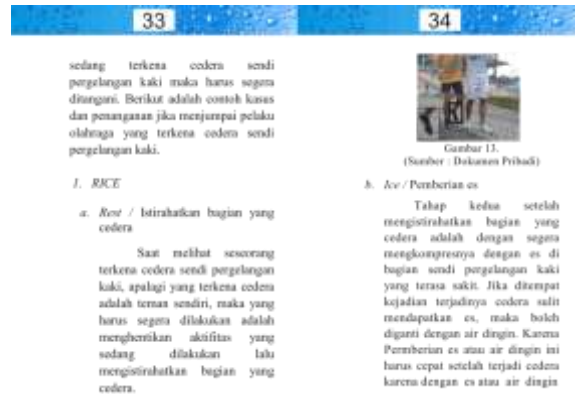 33
sedang terkena cedera sendi
pergelangan kaki maka harus segera
ditangani. Berikut adalah contoh kasus
dan penanganan jika menjumpai pelaku
olahraga yang terkena cedera sendi
pergelangan kaki.
1. RICE
a. Rest / Istirahatkan bagian yang
cedera
Saat melihat seseorang
terkena cedera sendi pergelangan
kaki, apalagi yang terkena cedera
adalah teman sendiri, maka yang
harus segera dilakukan adalah
menghentikan aktifitas yang
sedang dilakukan lalu
mengistirahatkan bagian yang
cedera.
34
Gambar 13.
(Sumber : Dokumen Pribadi)
b. Ice / Pemberian es
Tahap kedua setelah
mengistirahatkan bagian yang
cedera adalah dengan segera
mengkompresnya dengan es di
bagian sendi pergelangan kaki
yang terasa sakit. Jika ditempat
kejadian terjadinya cedera sulit
mendapatkan es, maka boleh
diganti dengan air dingin. Karena
Permberian es atau air dingin ini
harus cepat setelah terjadi cedera
karena dengan es atau air dingin